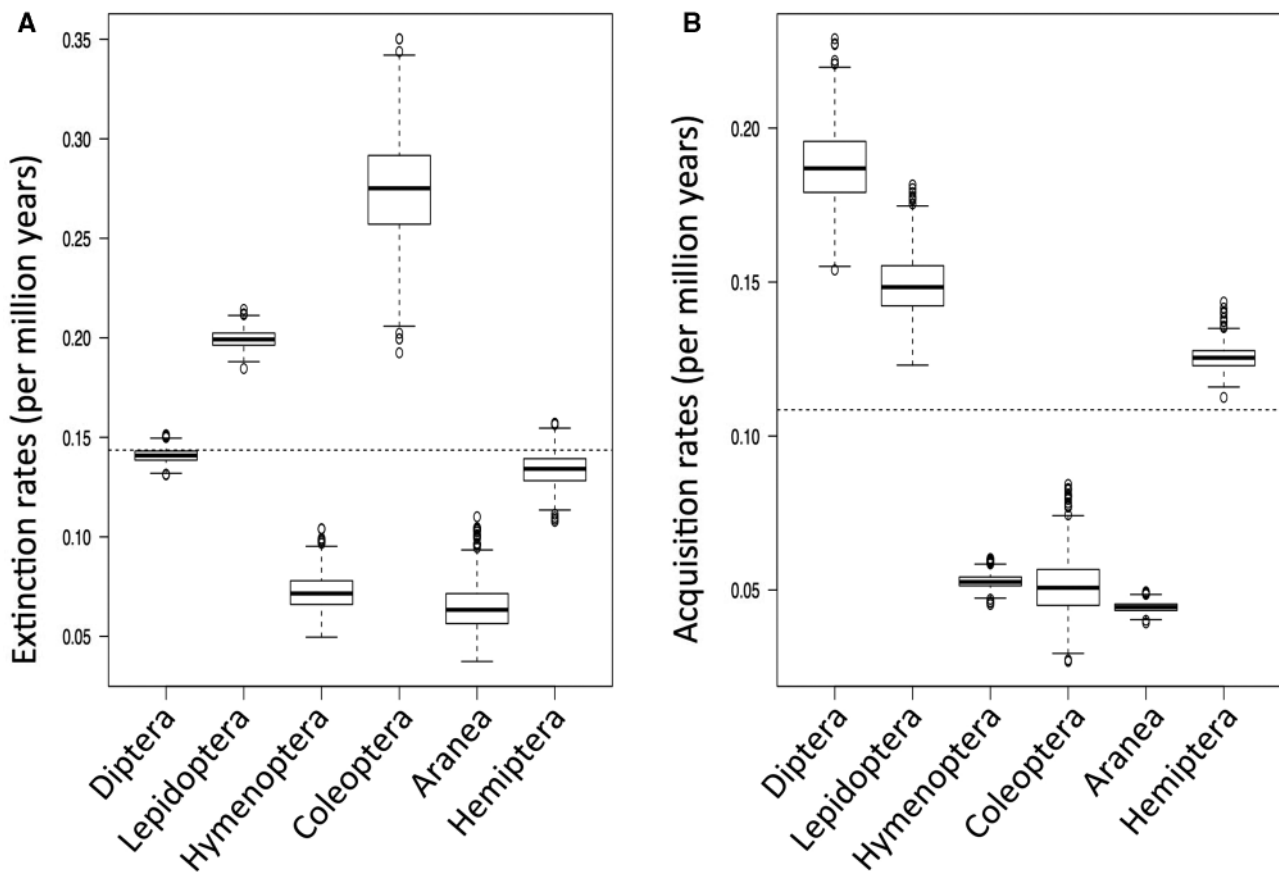 A
Extinction rates (per million years)
0.35
0.30
0.25
0.20
0.15
0.10
0.05
Diptera
Lepidoptera
Hymenoptera
Coleoptera
Aranea
Hemiptera
B
Acquisition rates (per million years)
0.20
0.15
0.10
0.05
Diptera
Lepidoptera
Hymenoptera
Coleoptera
Aranea
Hemiptera